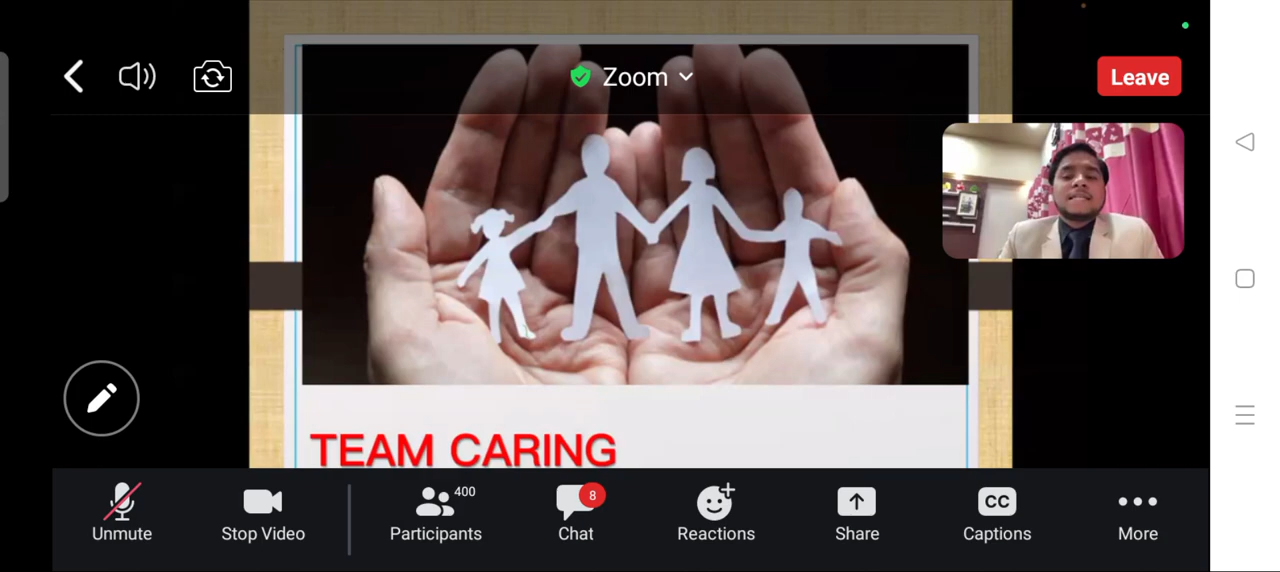 Zoom
Leave
TEAM CARING
400
8
CC
Unmute
Stop Video
Participants
Chat
Reactions
Share
Captions
More